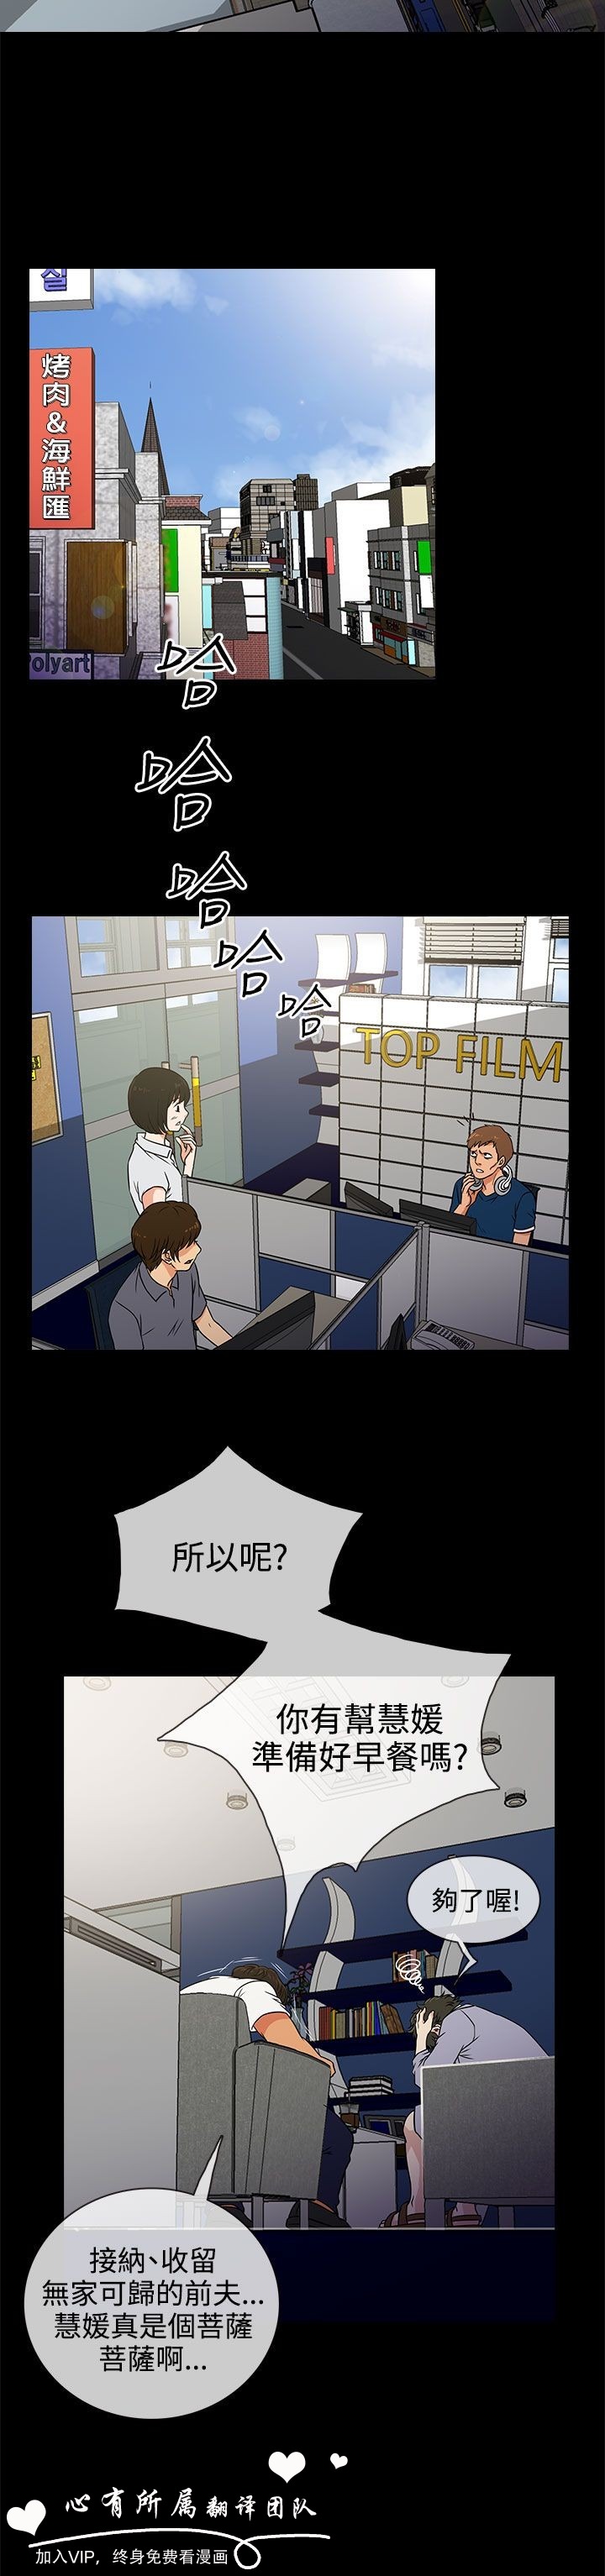 실
烤
肉
&
海
鮮
匯
Polyart
哈
哈
哈
哈
哈
TOP FILM
所以呢?
你有幫慧媛
準備好早餐嗎?
夠了喔!
接納、收留
無家可歸的前夫...
慧媛真是個菩薩
菩薩啊...
心有所属翻译团队
加入VIP，终身免费看漫画